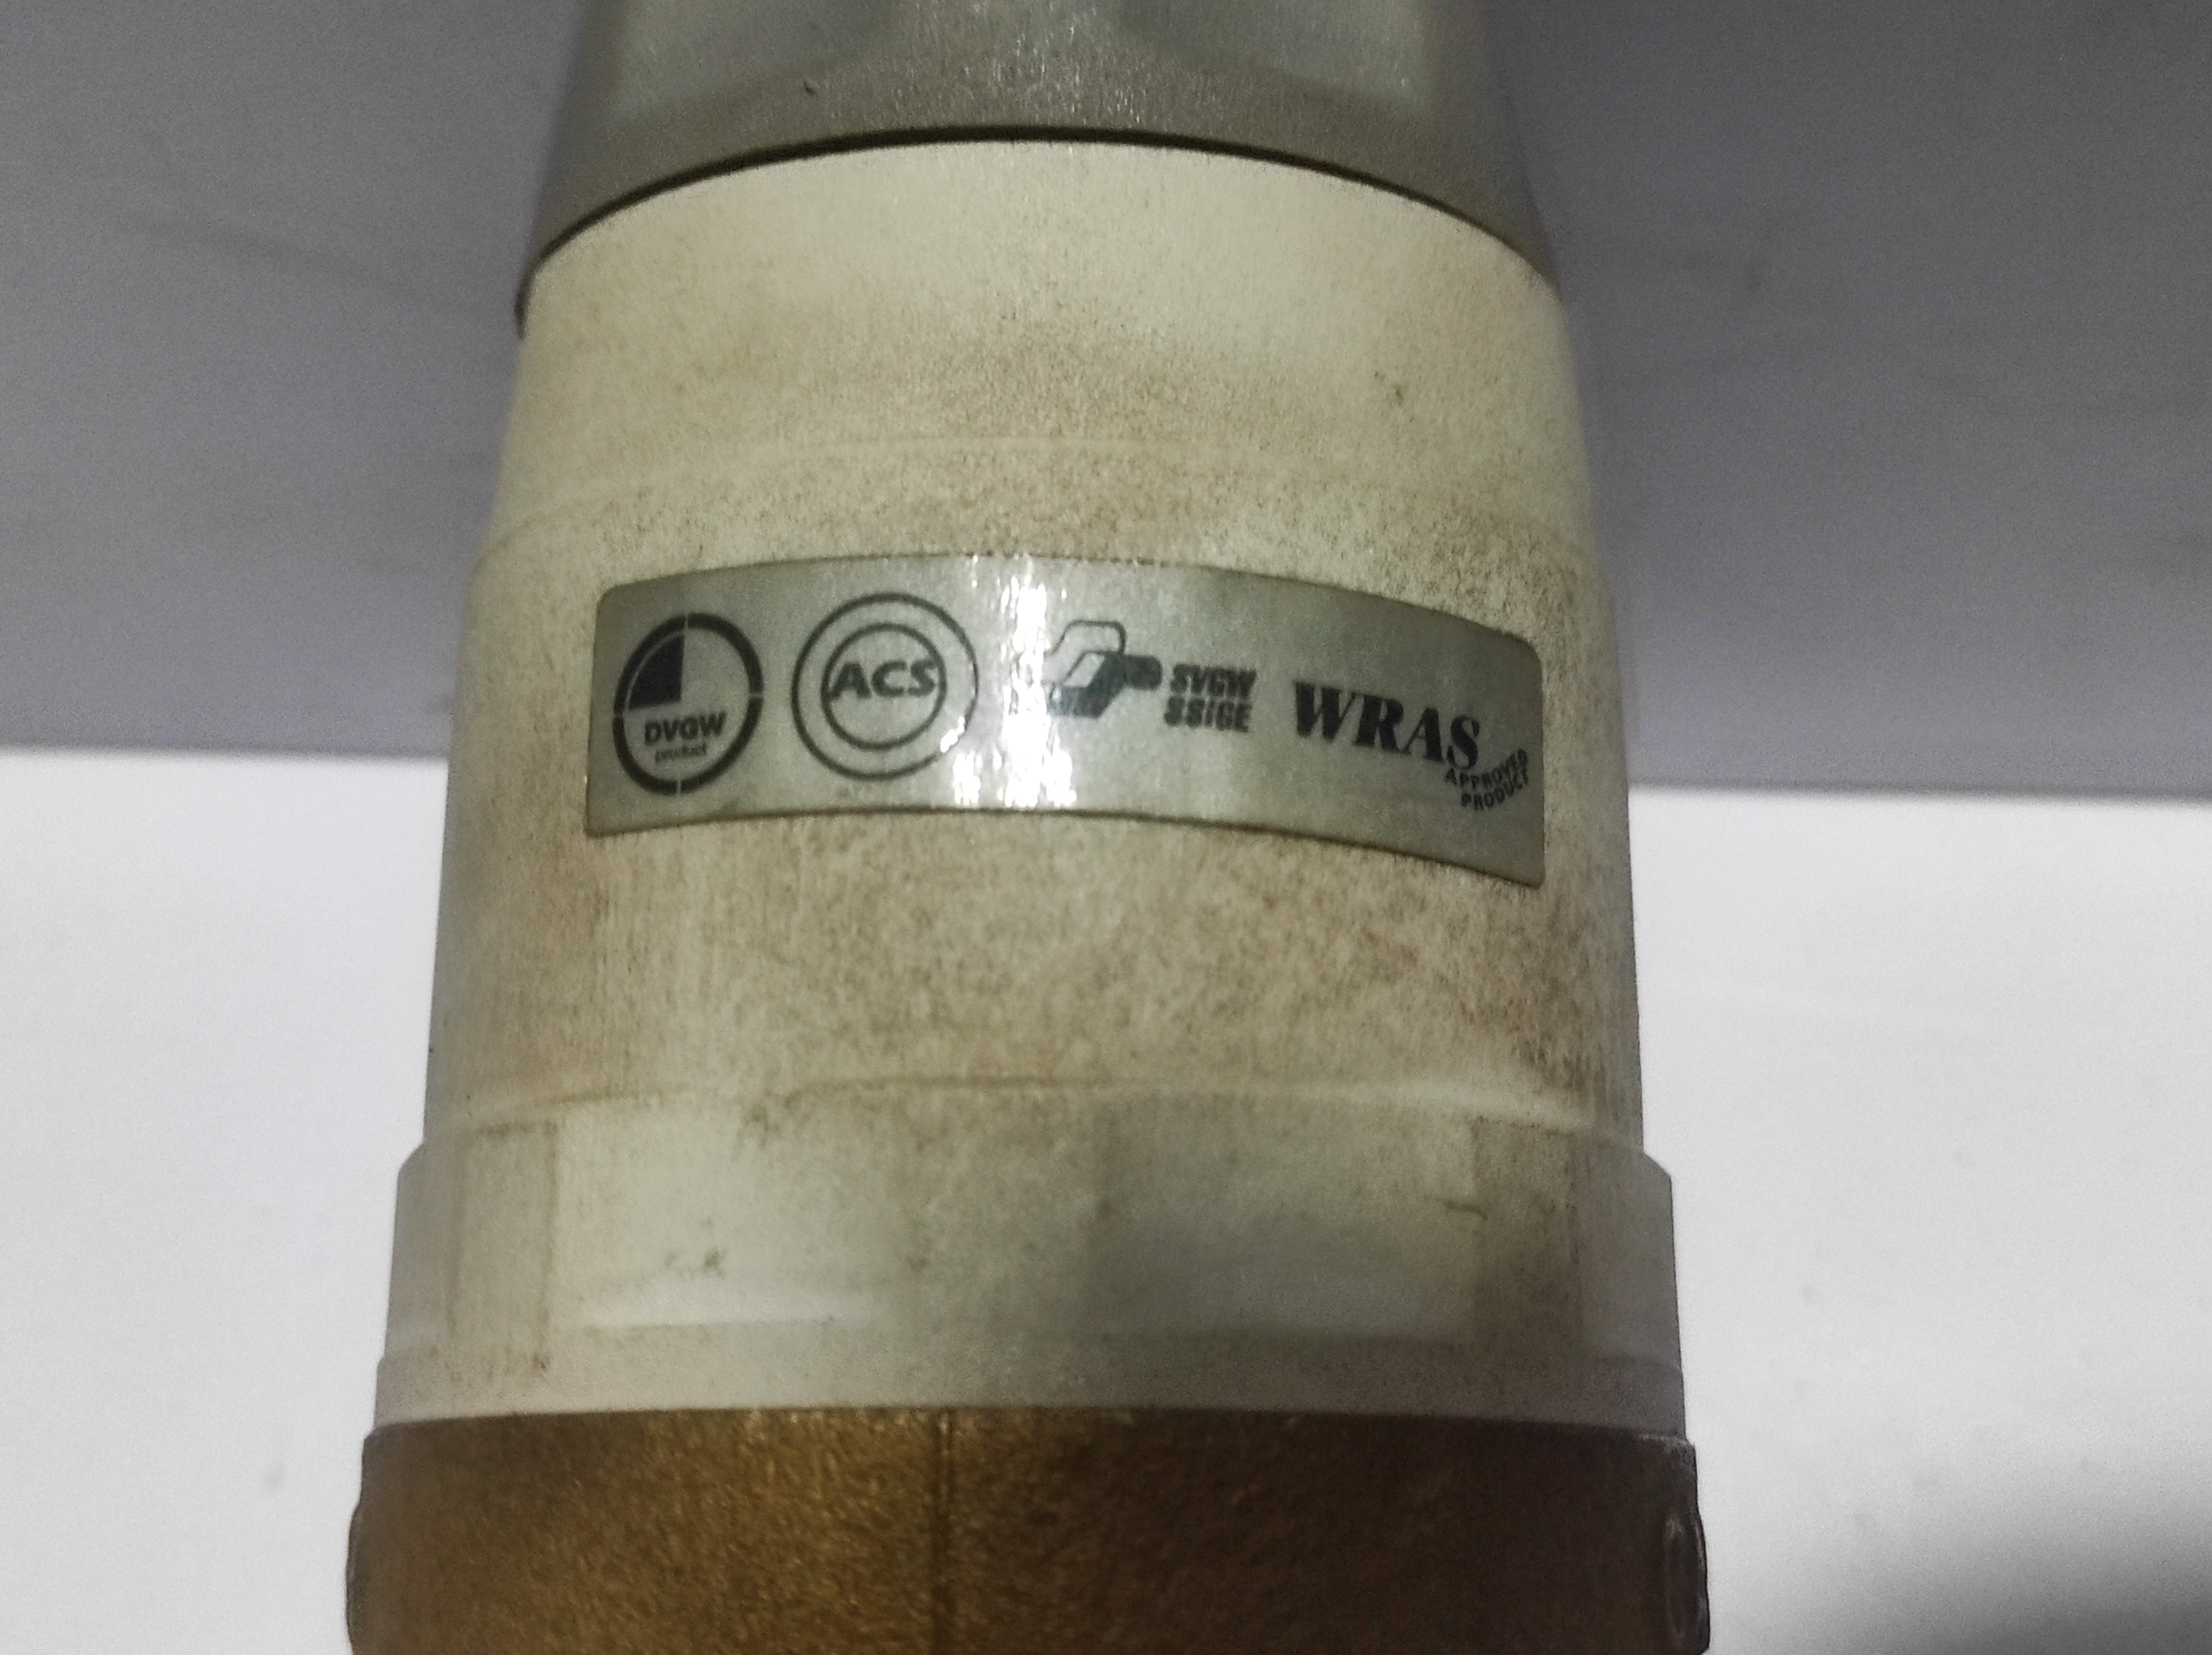 DVGW
product
ACS
SVGW
SSIGE
WRAS
APPROVED
PRODUCT